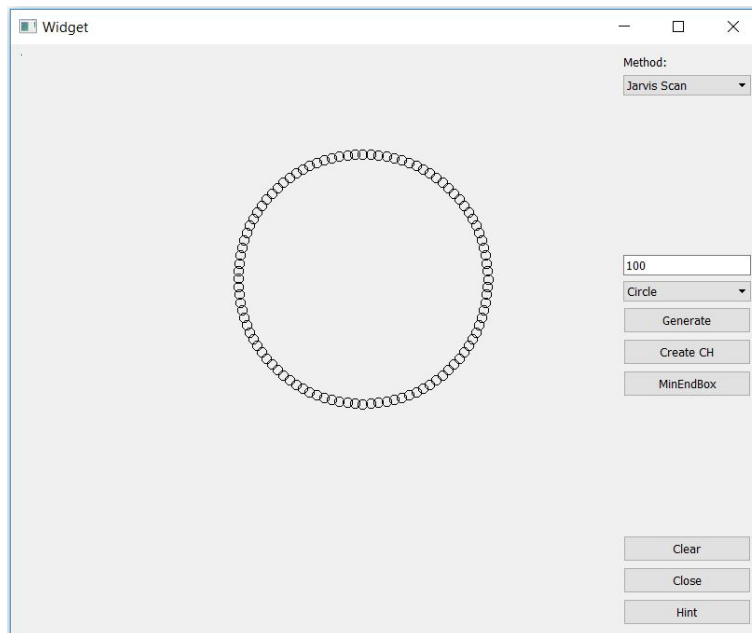 Widget
Method:
Jarvis Scan
100
Circle
Generate
Create CH
MinEndBox
Clear
Close
Hint